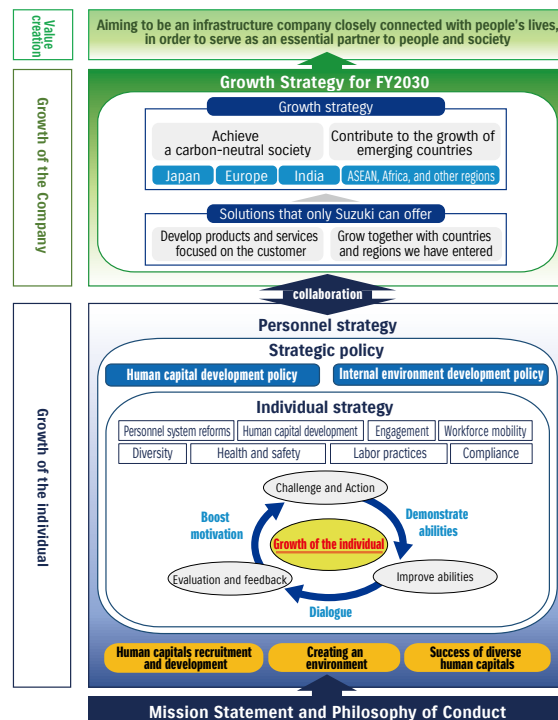 Value
creation
Aiming to be an infrastructure company closely connected with people's lives,
in order to serve as an essential partner to people and society
Growth of the Company
Growth Strategy for FY2030
Growth strategy
Achieve
a carbon-neutral society
Contribute to the growth of
emerging countries
Japan
Europe
India
ASEAN, Africa, and other regions
Solutions that only Suzuki can offer
Develop products and services
focused on the customer
Grow together with countries
and regions we have entered
collaboration
Growth of the individual
Personnel strategy
Strategic policy
Human capital development policy
Internal environment development policy
Individual strategy
Personnel system reforms
Human capital development
Engagement
Workforce mobility
Diversity
Health and safety
Labor practices
Compliance
Challenge and Action
Boost
motivation
Demonstrate
abilities
Growth of the individual
Evaluation and feedback
Improve abilities
Dialogue
Human capitals recruitment
and development
Creating an
environment
Success of diverse
human capitals
Mission Statement and Philosophy of Conduct